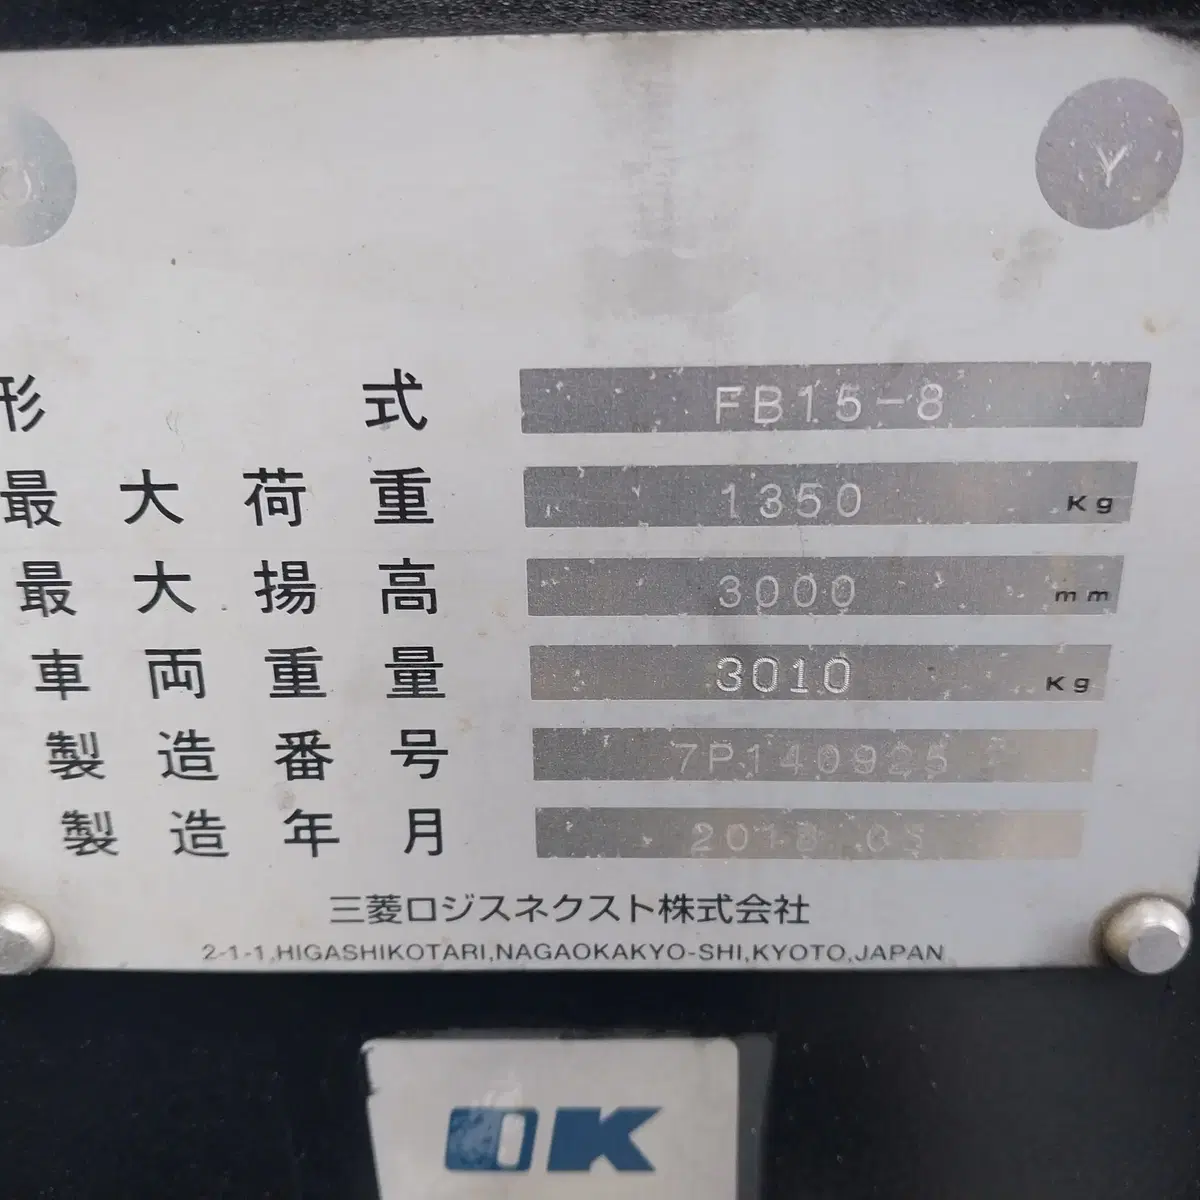 Y
形式 FB15-8
最大荷重 1350 Kg
最大揚高 3000 mm
車両重量 3010 Kg
製造番号 7P140925
製造年月 2018 05
三菱ロジスネクスト株式会社
2-1-1,HIGASHIKOTARI,NAGAOKAKYO-SHI,KYOTO,JAPAN
OK